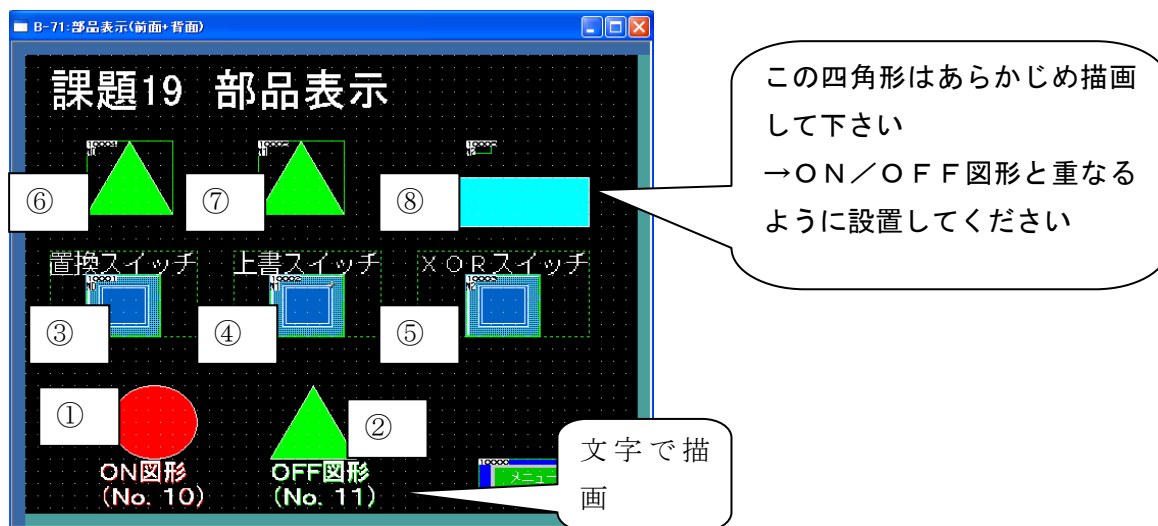 B-71:部品表示(前面+背面)
課題19 部品表示
この四角形はあらかじめ描画
して下さい
→ON/OFF図形と重なる
ように設置してください
⑥
⑦
⑧
置換スイッチ
上書スイッチ
XORスイッチ
10001
10002
10003
③
④
⑤
①
②
ON図形
(No. 10)
OFF図形
(No. 11)
10000
メニュー
文字で描
画